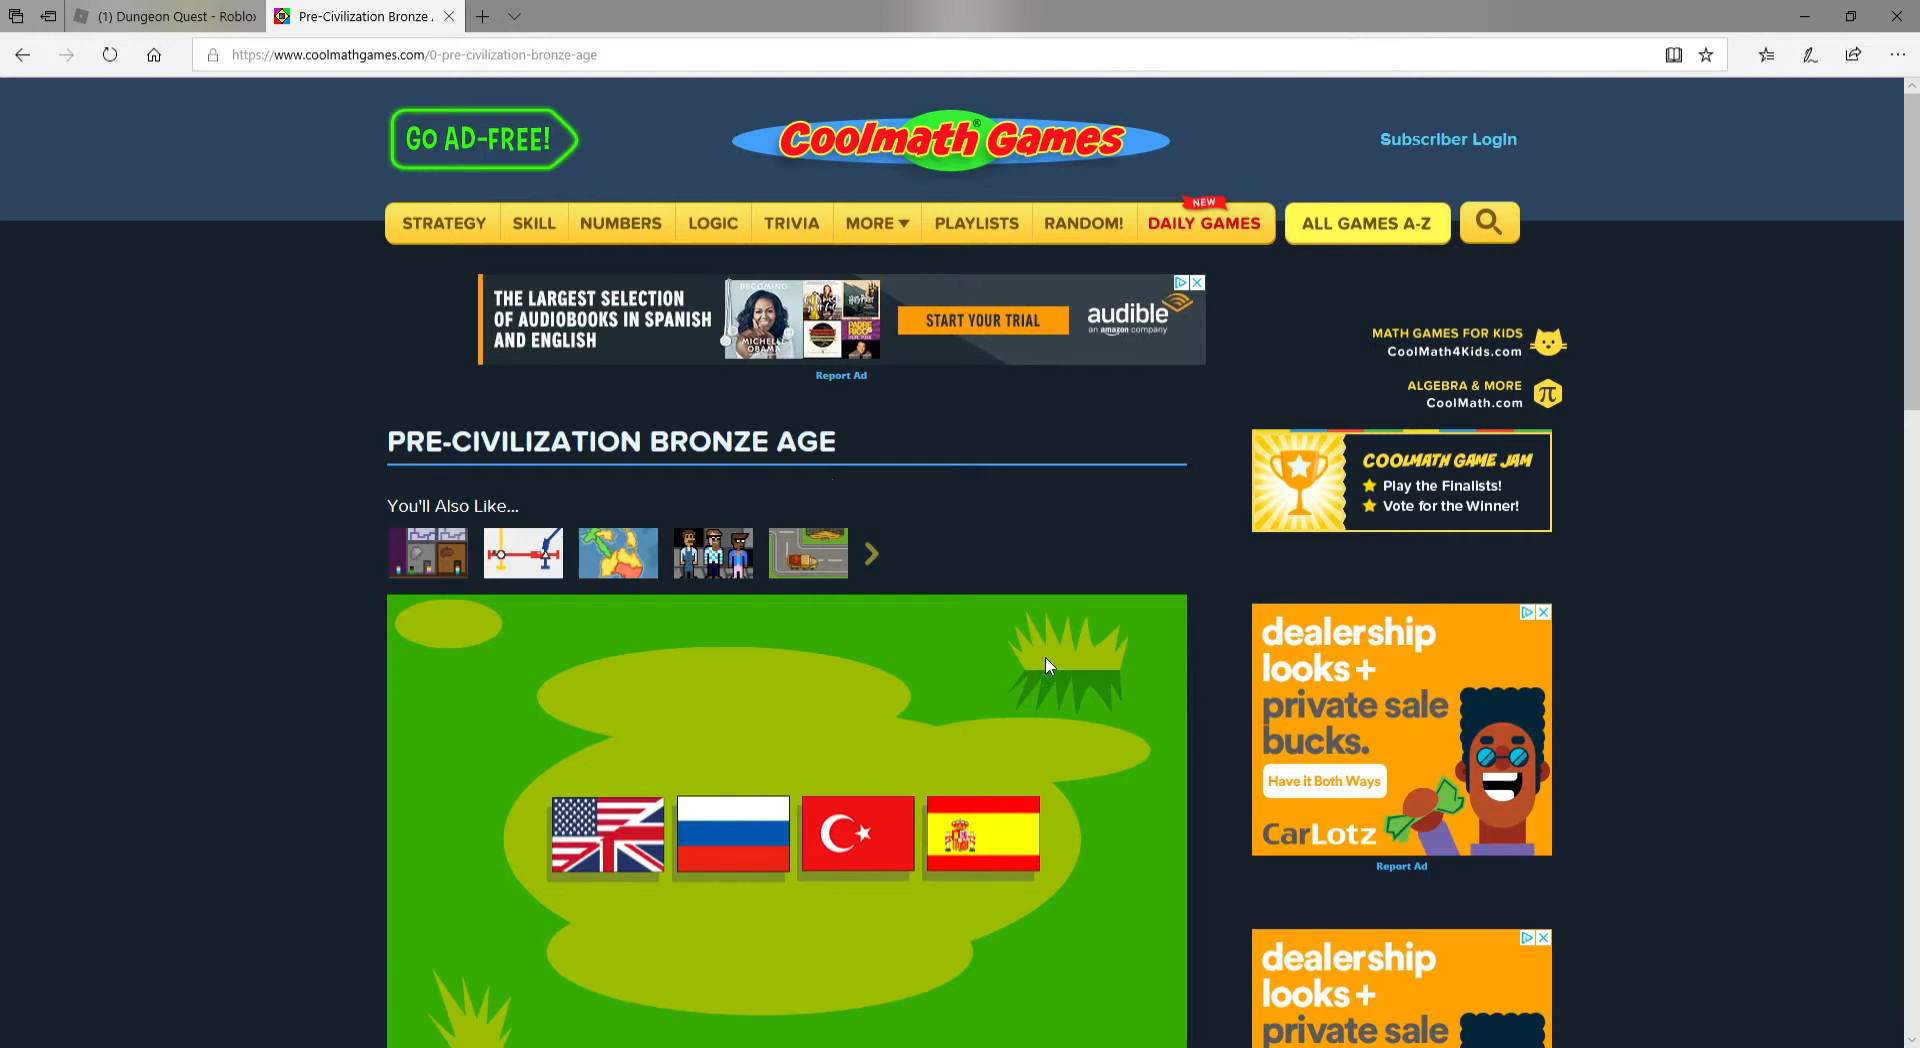 (1) Dungeon Quest - Roblox
Pre-Civilization Bronze A
https://www.coolmathgames.com/0-pre-civilization-bronze-age
GO AD-FREE!
Coolmath Games®
Subscriber Login
STRATEGY
SKILL
NUMBERS
LOGIC
TRIVIA
MORE
PLAYLISTS
RANDOM!
NEW
DAILY GAMES
ALL GAMES A-Z
THE LARGEST SELECTION
OF AUDIOBOOKS IN SPANISH
AND ENGLISH
BECOMING
MICHELLE
OBAMA
START YOUR TRIAL
audible
an amazon company
Report Ad
MATH GAMES FOR KIDS
CoolMath4Kids.com
ALGEBRA & MORE
CoolMath.com
π
PRE-CIVILIZATION BRONZE AGE
COOLMATH GAME JAM
Play the Finalists!
Vote for the Winner!
You'll Also Like...
dealership
looks +
private sale
bucks.
Have it Both Ways
CarLotz
Report Ad
dealership
looks +
private sale